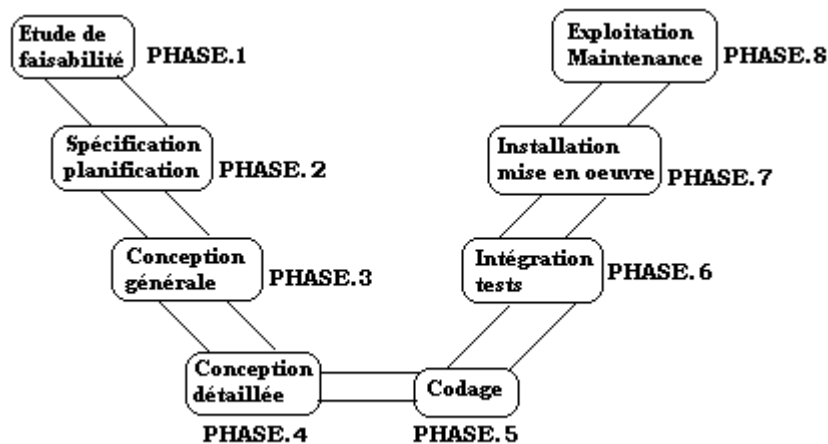 Etude de
faisabilité
PHASE.1
Spécification
planification
PHASE.2
Conception
générale
PHASE.3
Conception
détaillée
PHASE.4
Codage
PHASE.5
Intégration
tests
PHASE.6
Installation
mise en oeuvre
PHASE.7
Exploitation
Maintenance
PHASE.8